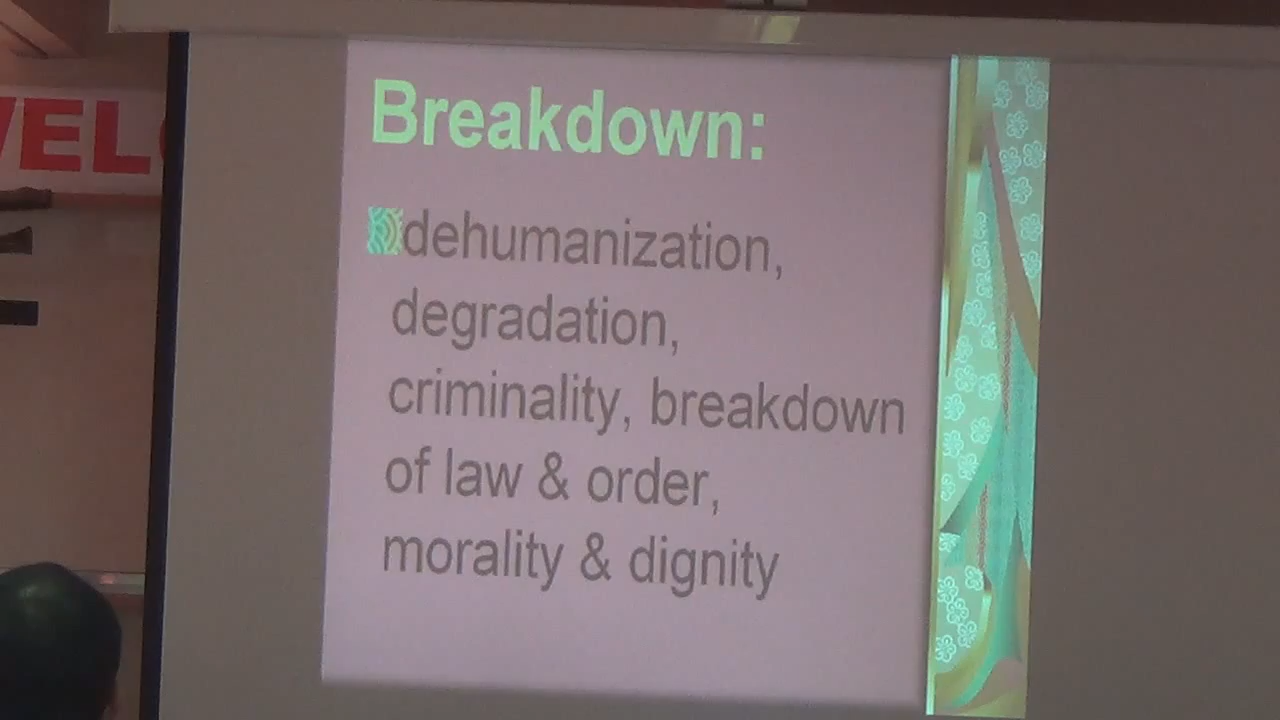 Breakdown:
dehumanization,
degradation,
criminality, breakdown
of law & order,
morality & dignity